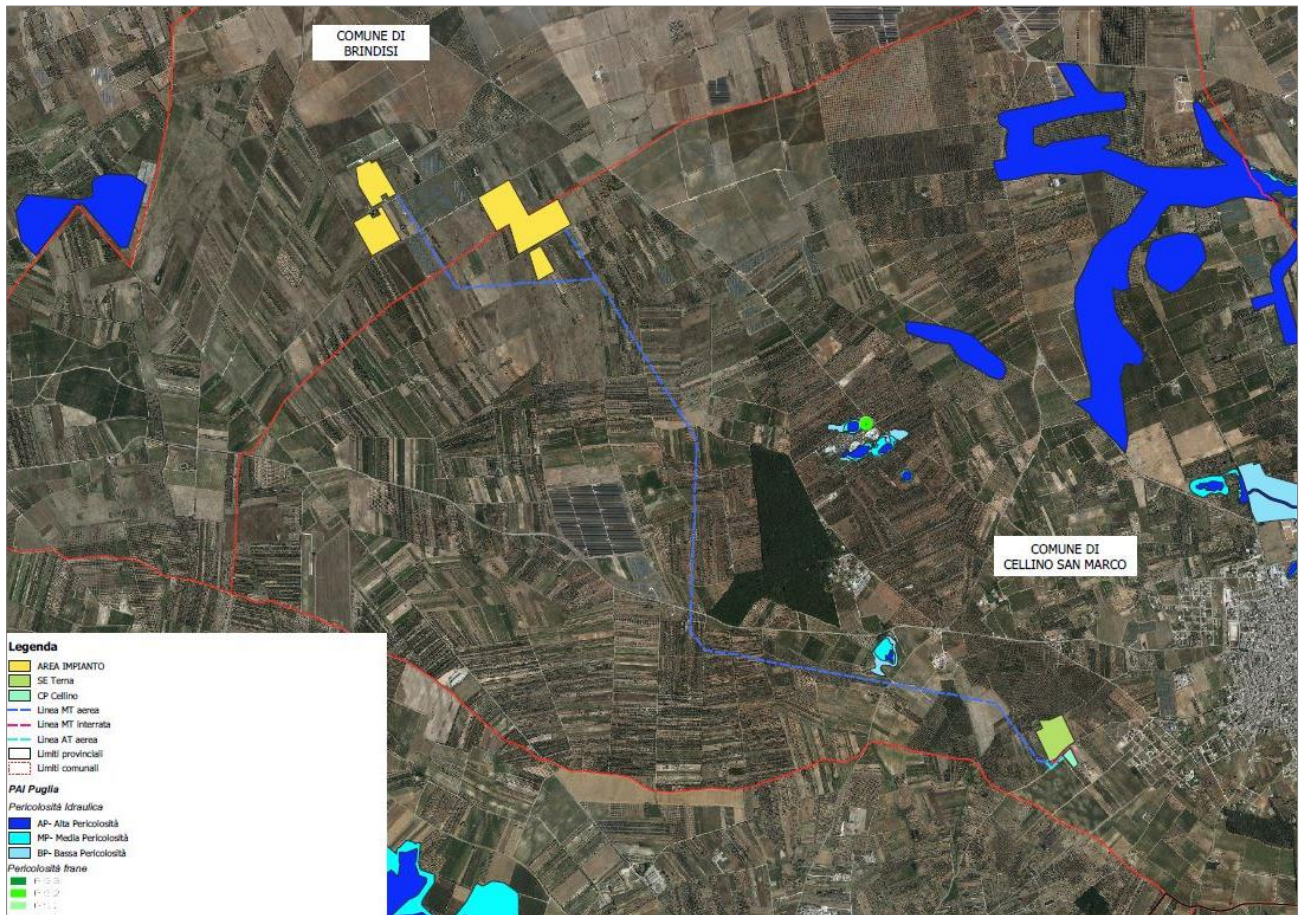 COMUNE DI
BRINDISI
COMUNE DI
CELLINO SAN MARCO
Legenda
AREA IMPIANTO
SE Terna
CP Cellino
Linea MT aerea
Linea MT interrata
Linea AT aerea
Limiti provinciali
Limiti comunali
PAI Puglia
Pericolosità Idraulica
AP- Alta Pericolosità
MP- Media Pericolosità
BP- Bassa Pericolosità
Pericolosità frane